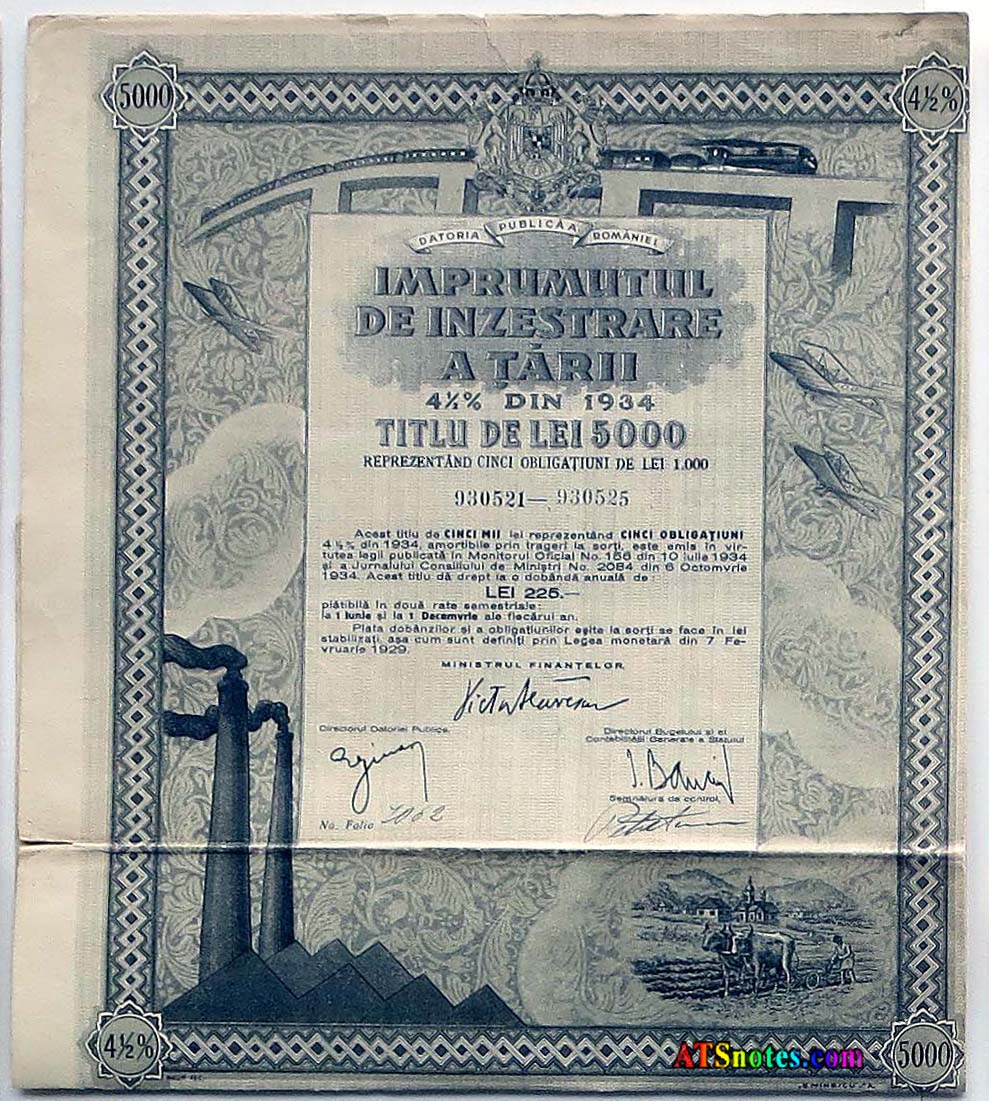 5000
4½%
DATORIA PUBLICĂ A ROMÂNIEI
IMPRUMUTUL
DE INZESTRARE
A ȚĂRII
4½% DIN 1934
TITLU DE LEI 5000
REPREZENTÂND CINCI OBLIGAȚIUNI DE LEI 1.000
930521— 930525
Acest titlu de CINCI MII lei reprezentând CINCI OBLIGAȚIUNI
4½% din 1934, amortibile prin trageri la sorți, este emis în vir-
tutea legii publicată în Monitorul Oficial No. 156 din 10 Iulie 1934
și a Jurnalului Consiliului de Miniștri No. 2084 din 6 Octomvrie
1934. Acest titlu dă drept la o dobândă anuală de :
LEI 225.—
plătibilă în două rate semestriale:
la 1 Iunie și la 1 Decemvrie ale fiecărui an.
Plata dobânzilor și a obligațiunilor eșite la sorți se face în lei
stabilizați, așa cum sunt definiți prin Legea monetară din 7 Fe-
vruarie 1929.
MINISTRUL FINANȚELOR,
Directorul Datoriei Publice,
Directorul Bugetului și al
Contabilității Generale a Statului
Semnătura de control,
No. Folio 2062
4½%
5000
ATSnotes.com